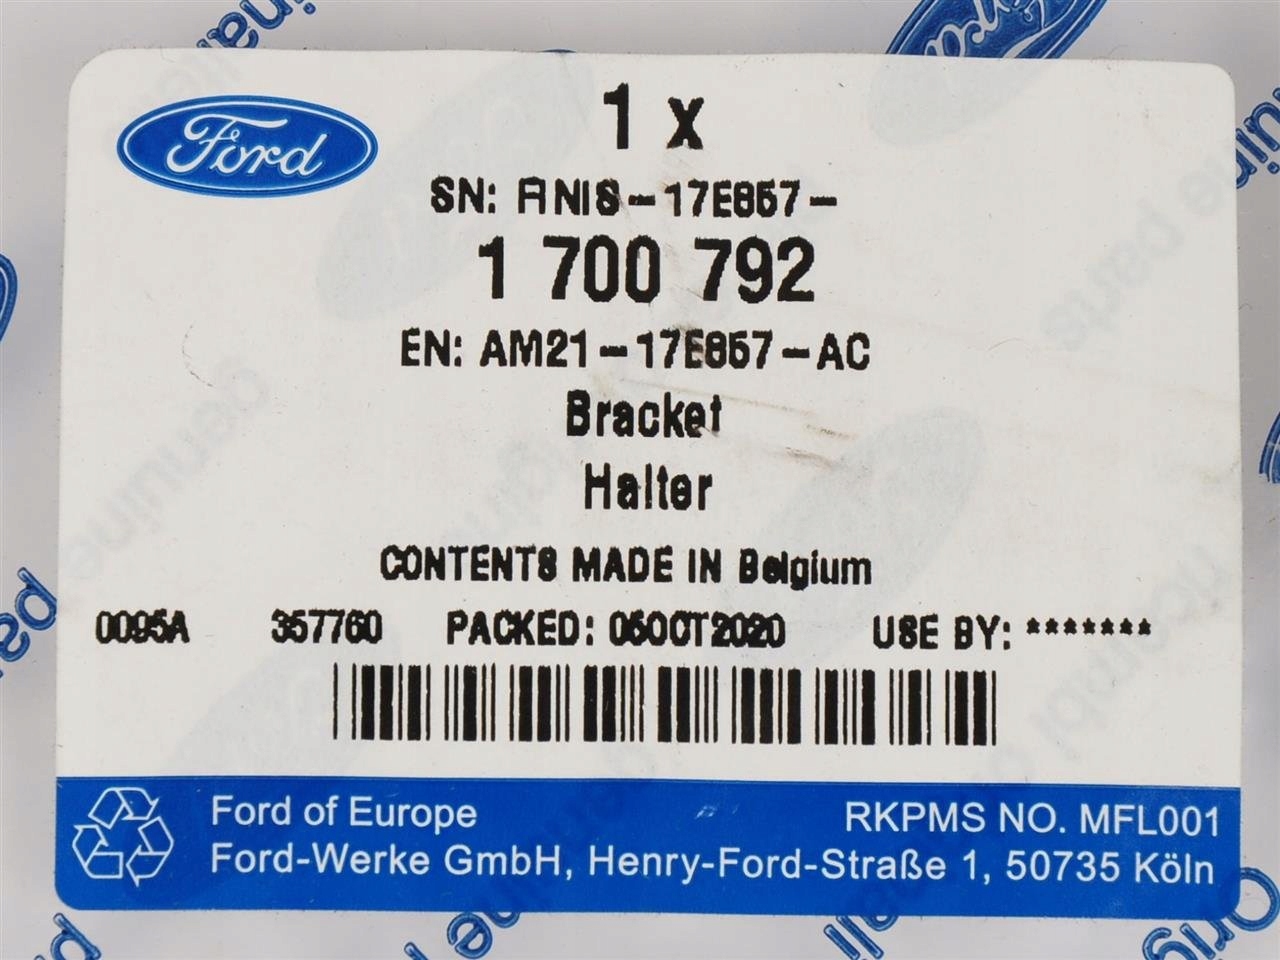 Ford
1 x
SN: FINIS-17E857-
1 700 792
EN: AM21-17E857-AC
Bracket
Halter
CONTENTS MADE IN Belgium
0095A 357760 PACKED: 05OCT2020 USE BY: *******
Ford of Europe RKPMS NO. MFL001
Ford-Werke GmbH, Henry-Ford-Straße 1, 50735 Köln